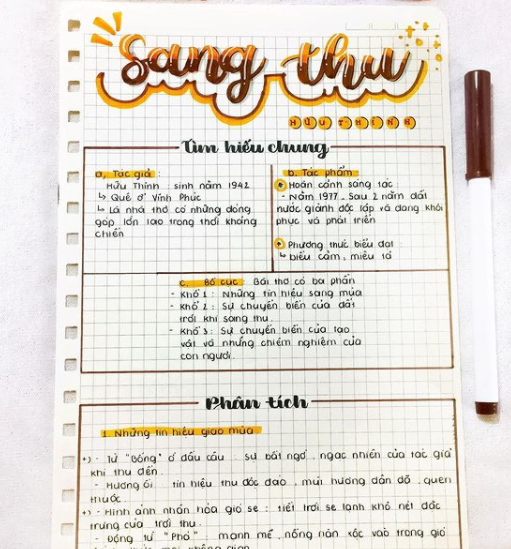 Sang thu
HỮU THỈNH
Tìm hiểu chung
a, Tác giả :
Hữu Thỉnh : sinh năm 1942
↳ Quê ở Vĩnh Phúc
↳ Là nhà thơ có những đóng
góp lớn lao trong thời kháng
chiến
b. Tác phẩm
Hoàn cảnh sáng tác
- Năm 1977 . Sau 2 năm đất
nước giành độc lập và đang khôi
phục và phát triển
Phương thức biểu đạt
↳ biểu cảm, miêu tả
c. Bố cục : Bài thơ có ba phần
- Khổ 1 : Những tín hiệu sang mùa
- Khổ 2 : Sự chuyển biến của đất
trời khi sang thu.
- Khổ 3 : Sự chuyển biến của tạo
vật và những chiêm nghiệm của
con người.
Phân tích
1. Những tín hiệu giao mùa
+) - Từ "Bỗng" ở đầu câu : sự bất ngờ, ngạc nhiên của tác giả
khi thu đến.
- Hương ổi : tín hiệu thu độc đáo, mùi hương dân dã, quen
thuộc.
+) - Hình ảnh nhân hóa gió se : tiết trời se lạnh khô nét đặc
trưng của trời thu.
- Động từ "Phả" : mạnh mẽ, nồng nàn xộc vào trong gió